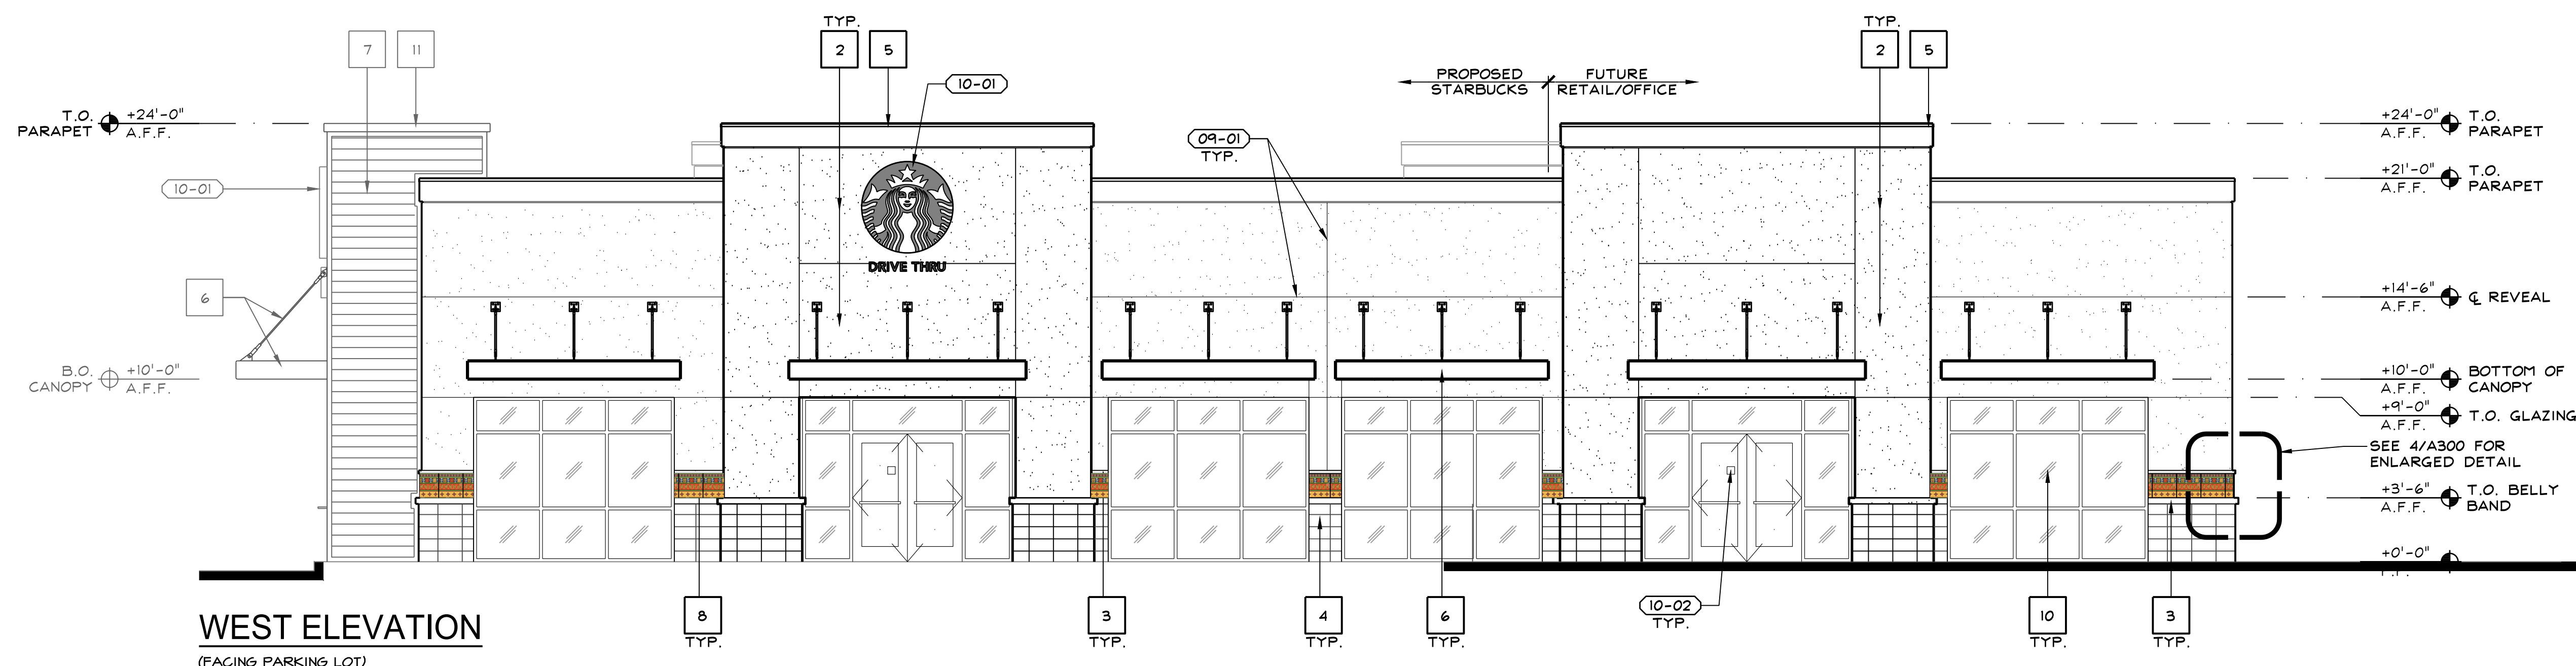 TYP.
TYP.
7
11
2
5
2
5
10-01
PROPOSED
STARBUCKS
FUTURE
RETAIL/OFFICE
T.O.
PARAPET
+24'-0"
A.F.F.
+24'-0"
A.F.F.
T.O.
PARAPET
09-01
TYP.
10-01
+21'-0"
A.F.F.
T.O.
PARAPET
DRIVE THRU
6
+14'-6"
A.F.F.
℄ REVEAL
B.O.
CANOPY
+10'-0"
A.F.F.
+10'-0"
A.F.F.
BOTTOM OF
CANOPY
+9'-0"
A.F.F.
T.O. GLAZING
SEE 4/A300 FOR
ENLARGED DETAIL
+3'-6"
A.F.F.
T.O. BELLY
BAND
+0'-0"
8
TYP.
3
TYP.
4
TYP.
6
TYP.
10-02
TYP.
10
TYP.
3
TYP.
WEST ELEVATION
(FACING PARKING LOT)